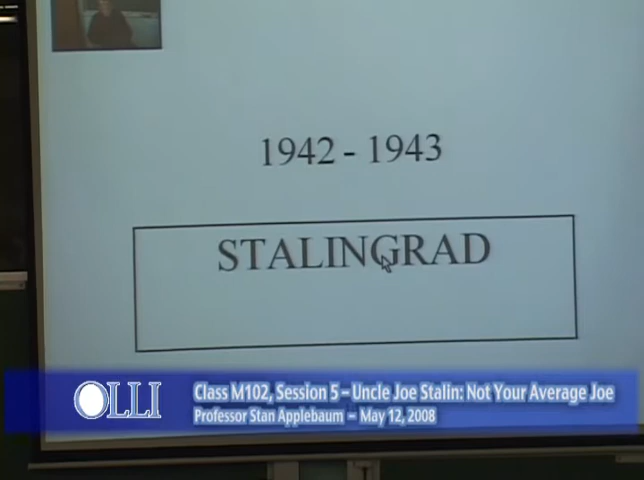 1942 - 1943
STALINGRAD
OLLI
Class M102, Session 5 – Uncle Joe Stalin: Not Your Average Joe
Professor Stan Applebaum – May 12, 2008